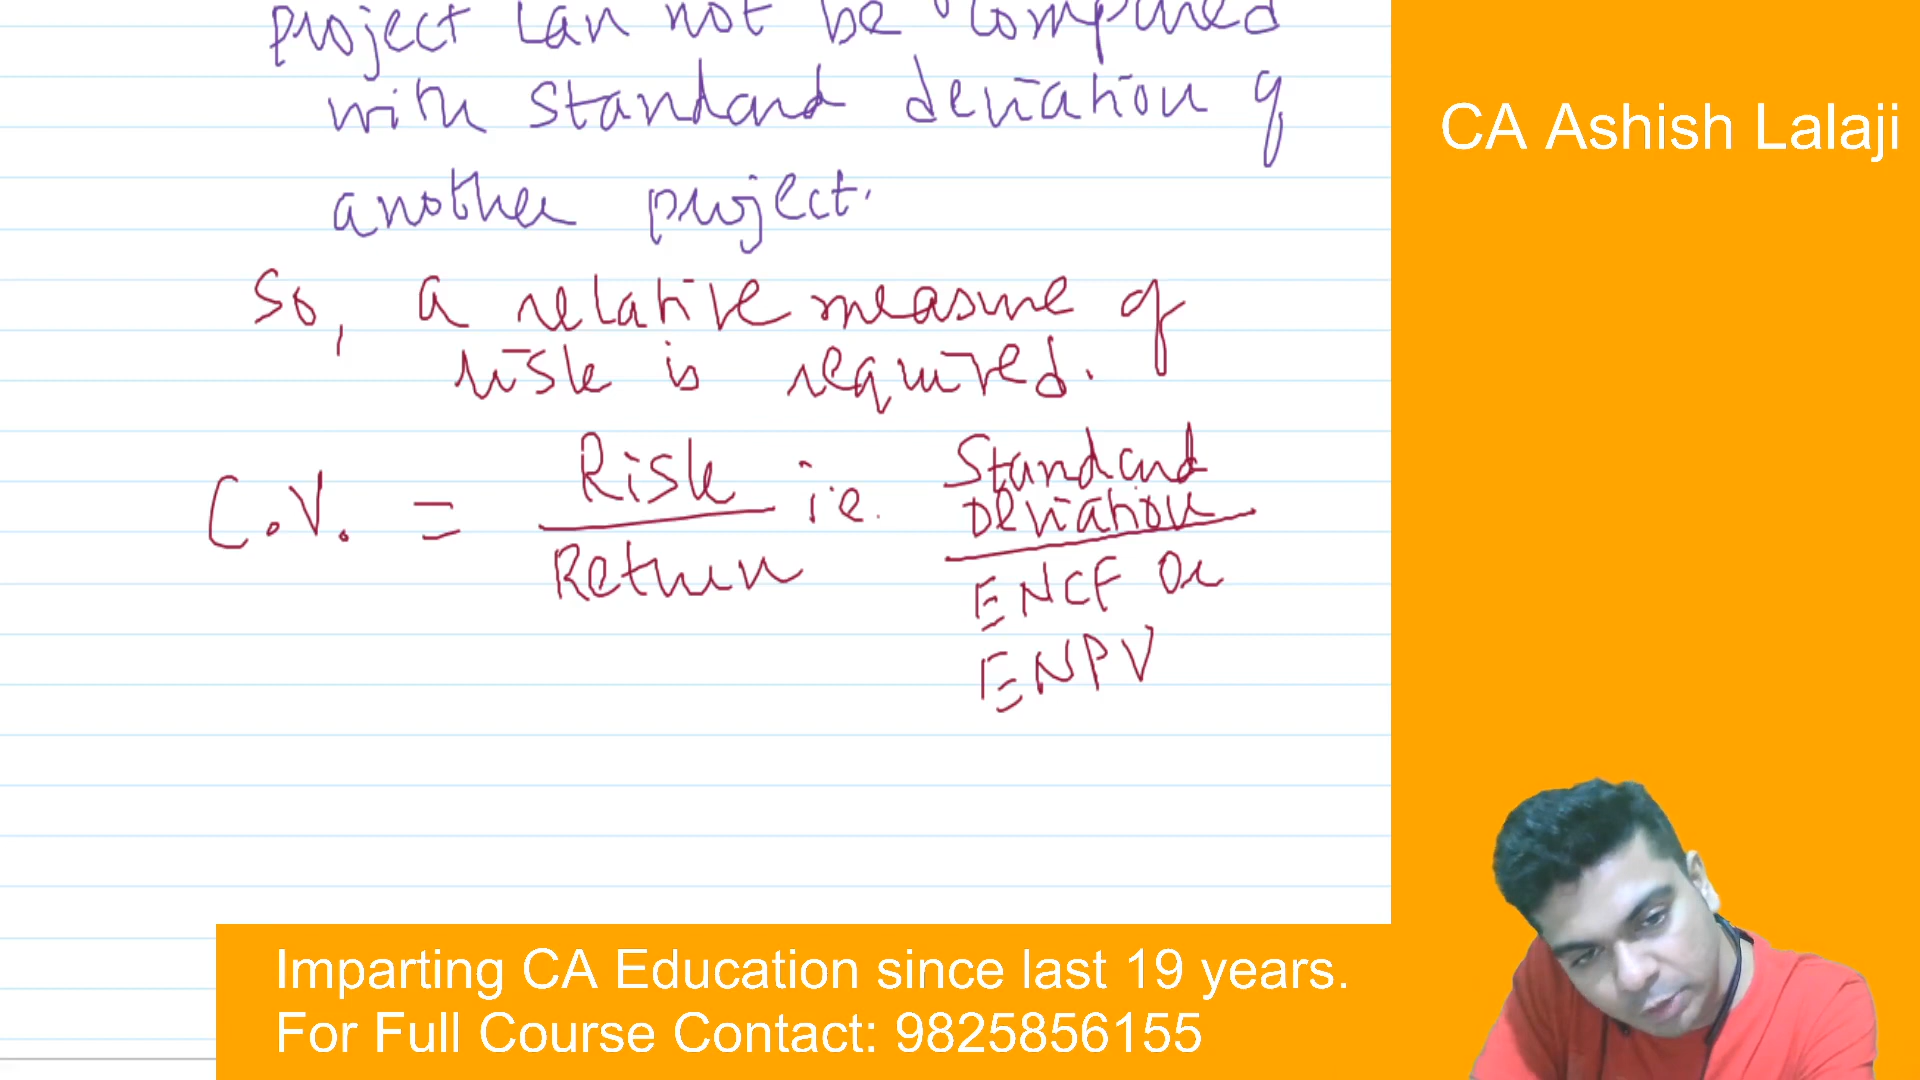 project can not be compared
with standard deviation of
another project.
So, a relative measure of
risk is required.
C.V. = Risk / Return i.e. Standard Deviation / ENCF or
ENPV
CA Ashish Lalaji
Imparting CA Education since last 19 years.
For Full Course Contact: 9825856155